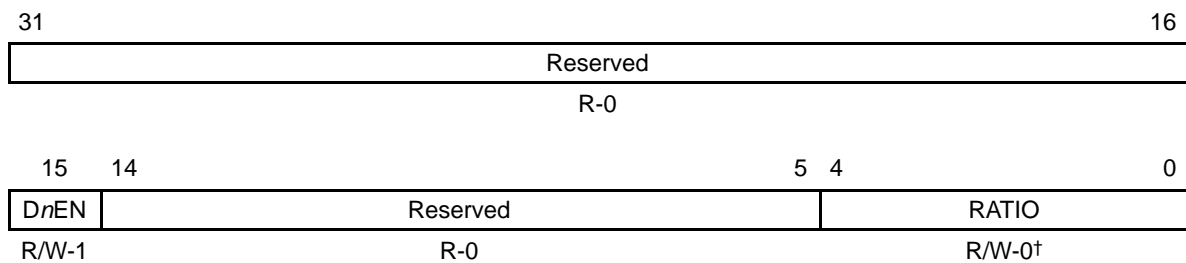 31 16
Reserved
R-0
15 14 5 4 0
DnEN Reserved RATIO
R/W-1 R-0 R/W-0†